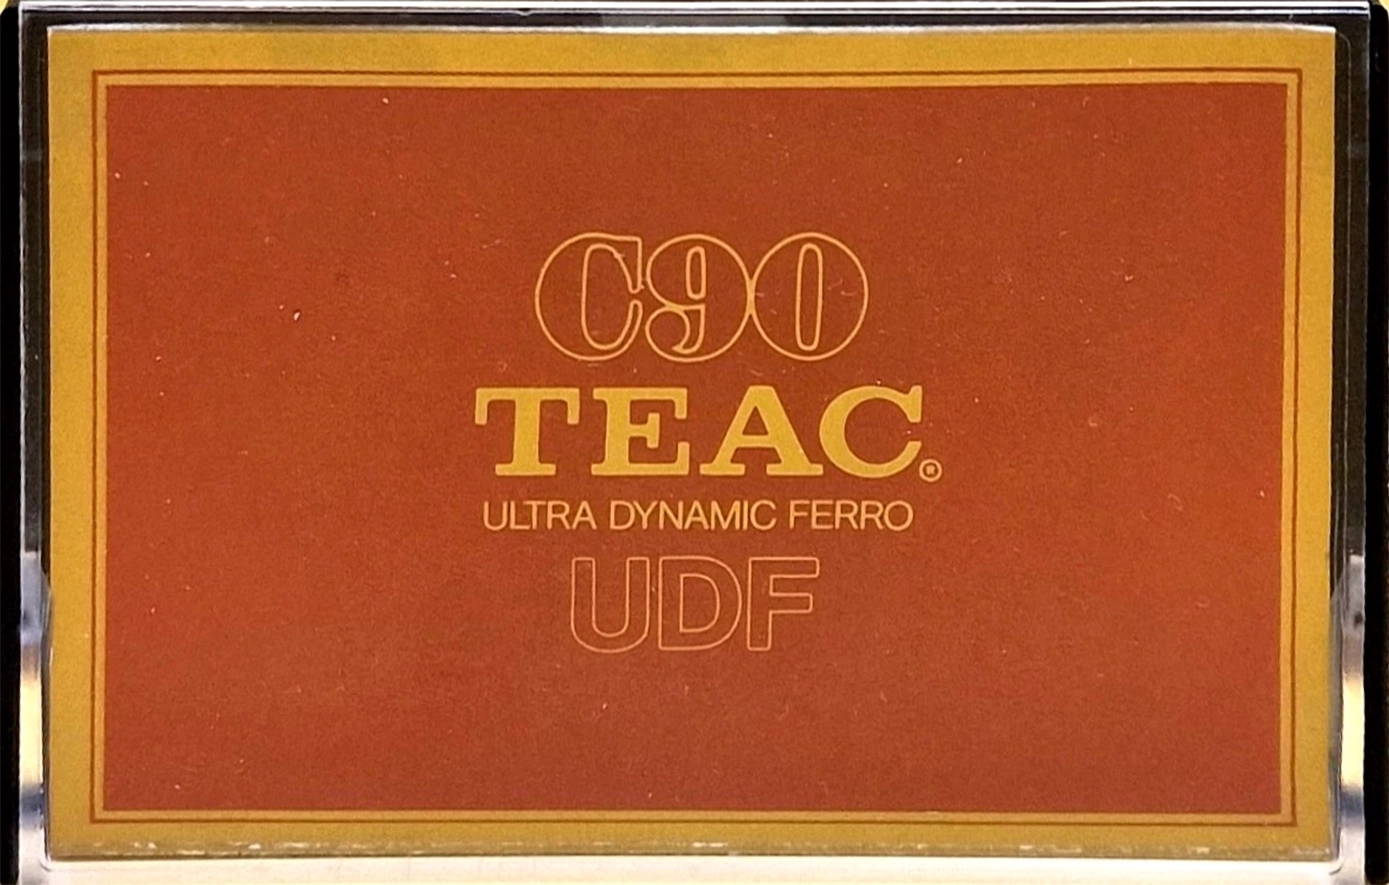 C90
TEAC®
ULTRA DYNAMIC FERRO
UDF